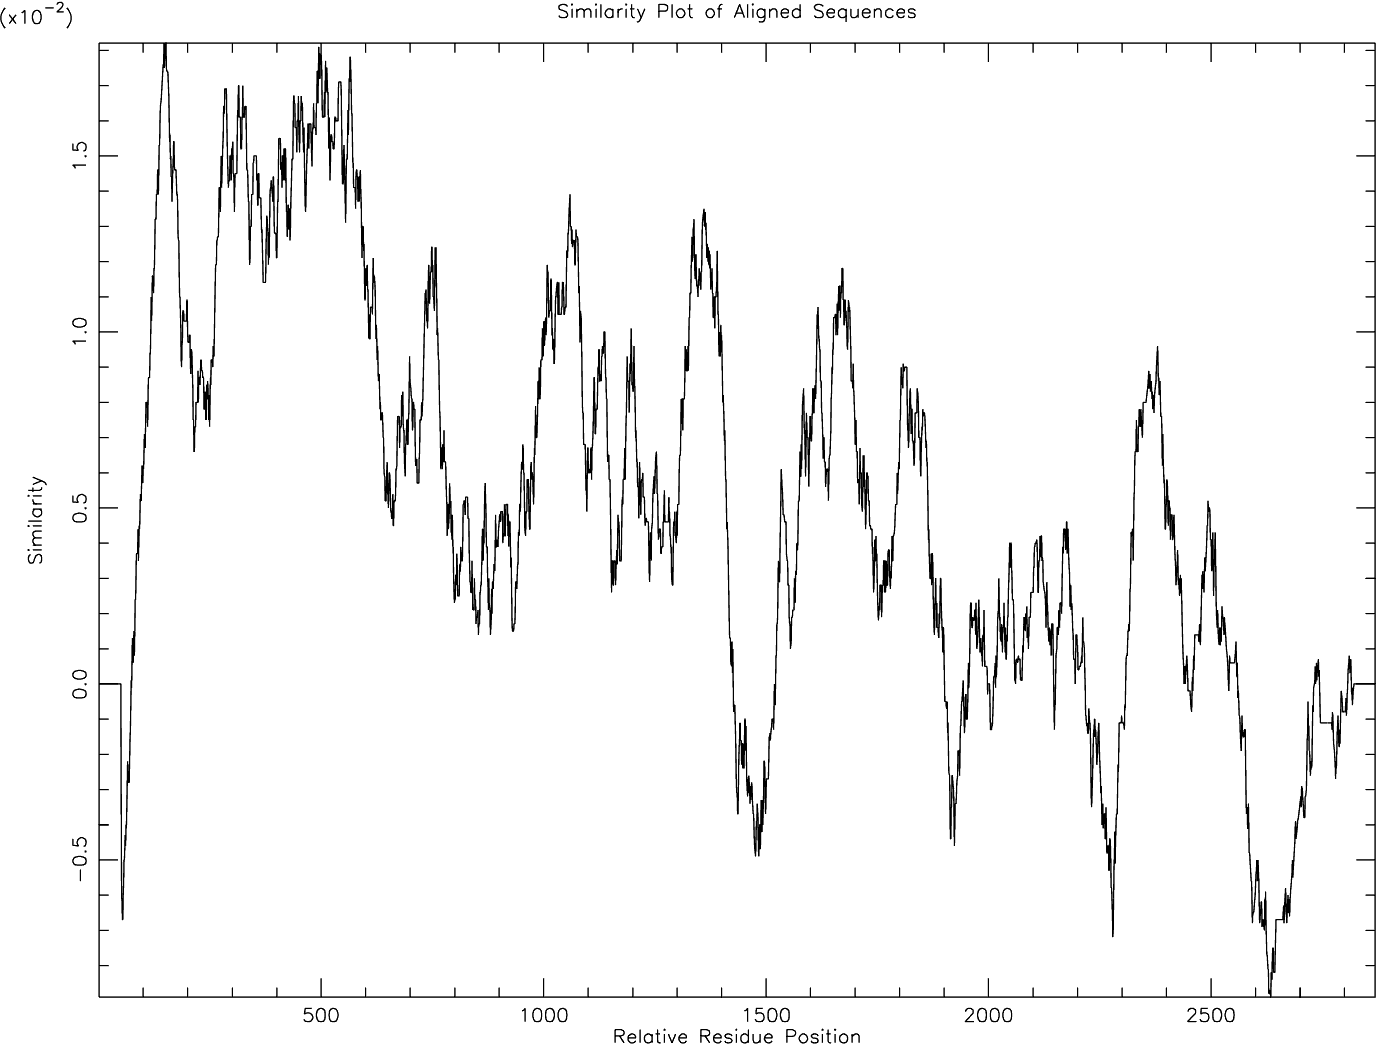 (x10⁻²)
Similarity Plot of Aligned Sequences
1.5
1.0
0.5
0.0
−0.5
Similarity
500 1000 1500 2000 2500
Relative Residue Position